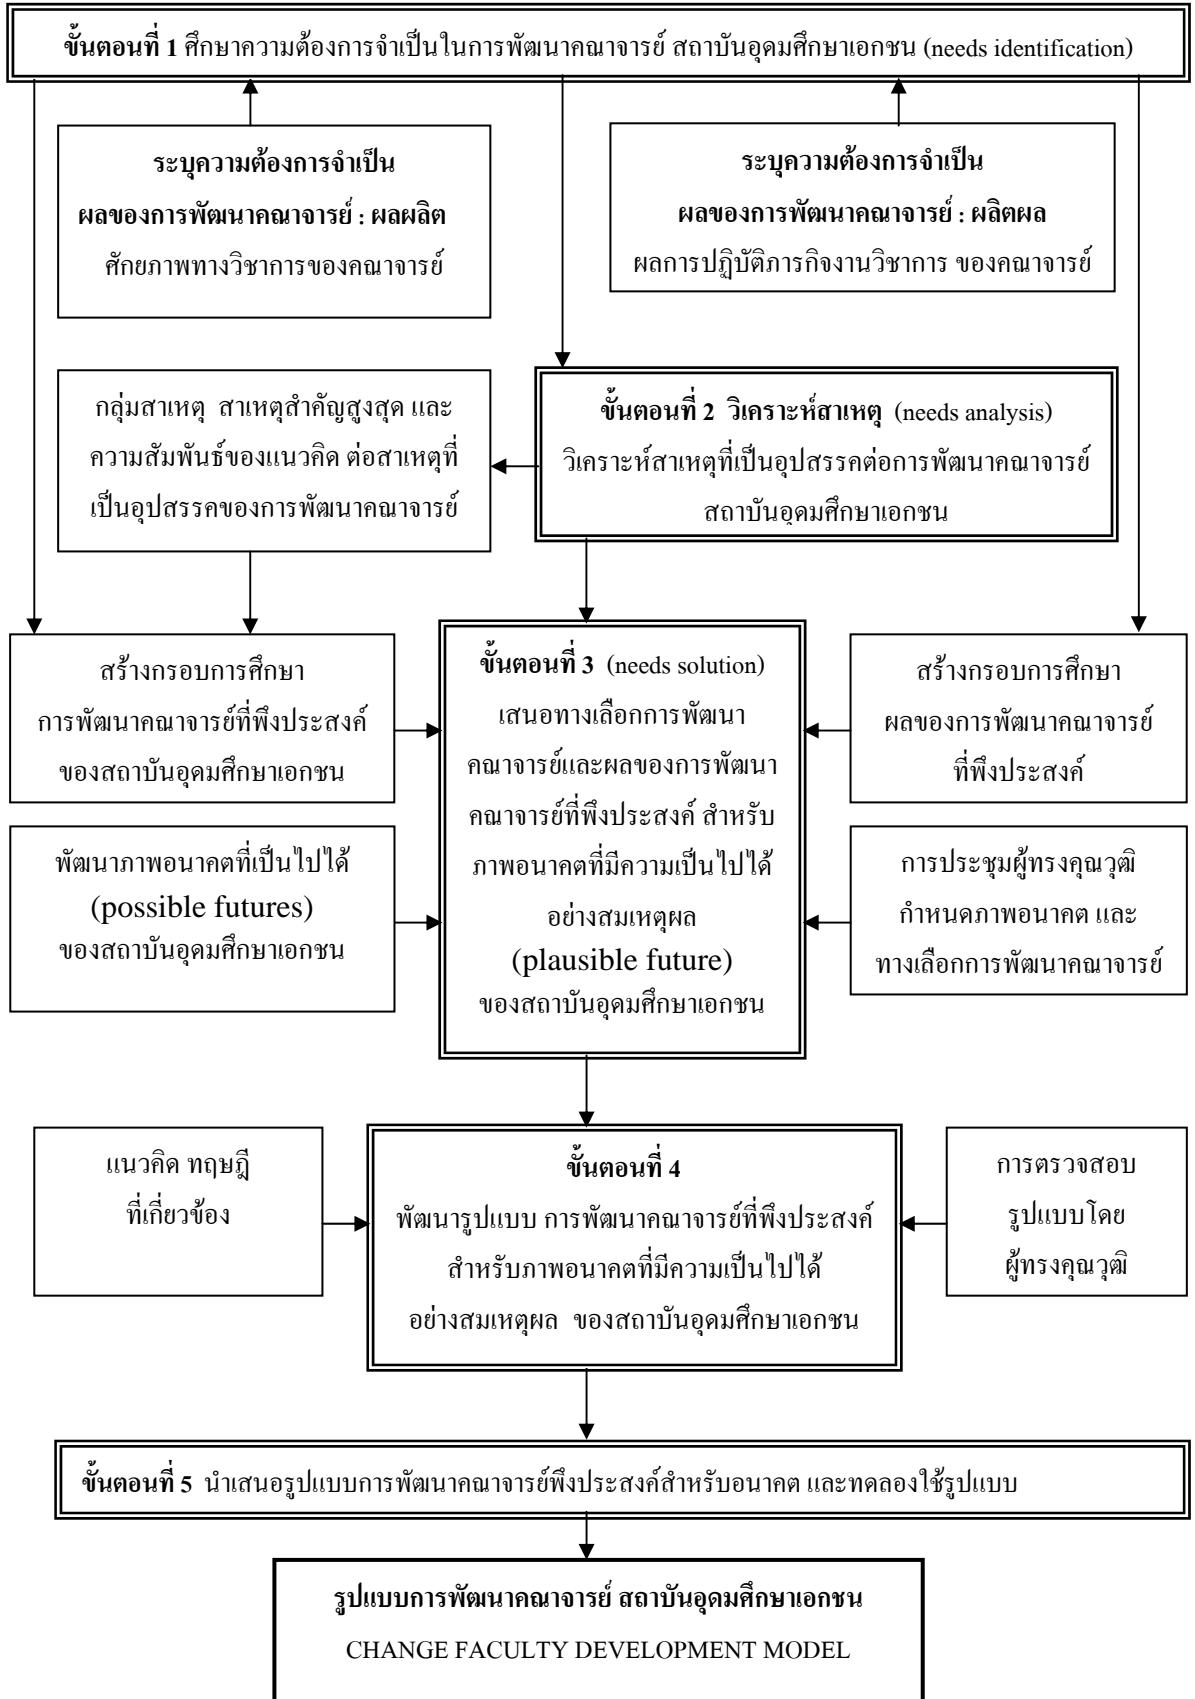 ขั้นตอนที่ 1 ศึกษาความต้องการจำเป็นในการพัฒนาคณาจารย์ สถาบันอุดมศึกษาเอกชน (needs identification)
ระบุความต้องการจำเป็น
ผลของการพัฒนาคณาจารย์ : ผลผลิต
ศักยภาพทางวิชาการของคณาจารย์
ระบุความต้องการจำเป็น
ผลของการพัฒนาคณาจารย์ : ผลิตผล
ผลการปฏิบัติภารกิจงานวิชาการ ของคณาจารย์
กลุ่มสาเหตุ สาเหตุสำคัญสูงสุด และ
ความสัมพันธ์ของแนวคิด ต่อสาเหตุที่
เป็นอุปสรรคของการพัฒนาคณาจารย์
ขั้นตอนที่ 2 วิเคราะห์สาเหตุ (needs analysis)
วิเคราะห์สาเหตุที่เป็นอุปสรรคต่อการพัฒนาคณาจารย์
สถาบันอุดมศึกษาเอกชน
สร้างกรอบการศึกษา
การพัฒนาคณาจารย์ที่พึงประสงค์
ของสถาบันอุดมศึกษาเอกชน
ขั้นตอนที่ 3 (needs solution)
เสนอทางเลือกการพัฒนา
คณาจารย์และผลของการพัฒนา
คณาจารย์ที่พึงประสงค์ สำหรับ
ภาพอนาคตที่มีความเป็นไปได้
อย่างสมเหตุผล
(plausible future)
ของสถาบันอุดมศึกษาเอกชน
สร้างกรอบการศึกษา
ผลของการพัฒนาคณาจารย์
ที่พึงประสงค์
พัฒนาภาพอนาคตที่เป็นไปได้
(possible futures)
ของสถาบันอุดมศึกษาเอกชน
การประชุมผู้ทรงคุณวุฒิ
กำหนดภาพอนาคต และ
ทางเลือกการพัฒนาคณาจารย์
แนวคิด ทฤษฎี
ที่เกี่ยวข้อง
ขั้นตอนที่ 4
พัฒนารูปแบบ การพัฒนาคณาจารย์ที่พึงประสงค์
สำหรับภาพอนาคตที่มีความเป็นไปได้
อย่างสมเหตุผล ของสถาบันอุดมศึกษาเอกชน
การตรวจสอบ
รูปแบบโดย
ผู้ทรงคุณวุฒิ
ขั้นตอนที่ 5 นำเสนอรูปแบบการพัฒนาคณาจารย์พึงประสงค์สำหรับอนาคต และทดลองใช้รูปแบบ
รูปแบบการพัฒนาคณาจารย์ สถาบันอุดมศึกษาเอกชน
CHANGE FACULTY DEVELOPMENT MODEL